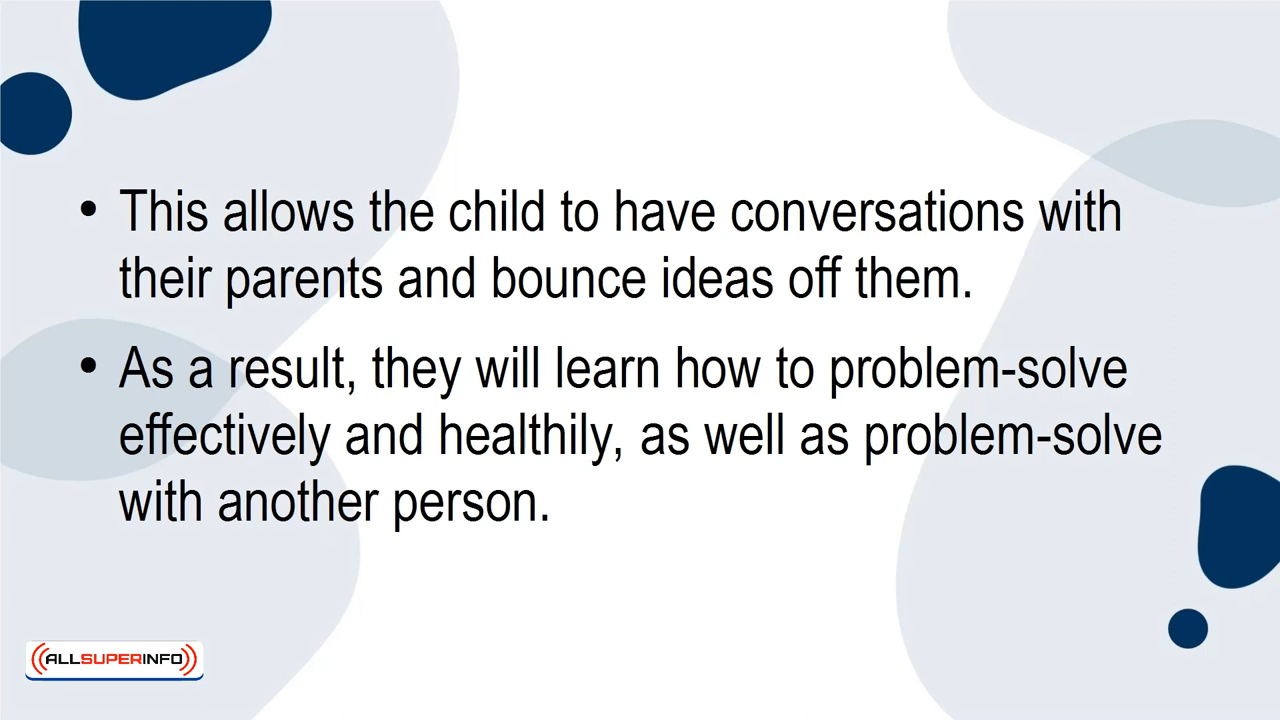 • This allows the child to have conversations with
their parents and bounce ideas off them.
• As a result, they will learn how to problem-solve
effectively and healthily, as well as problem-solve
with another person.
ALLSUPERINFO